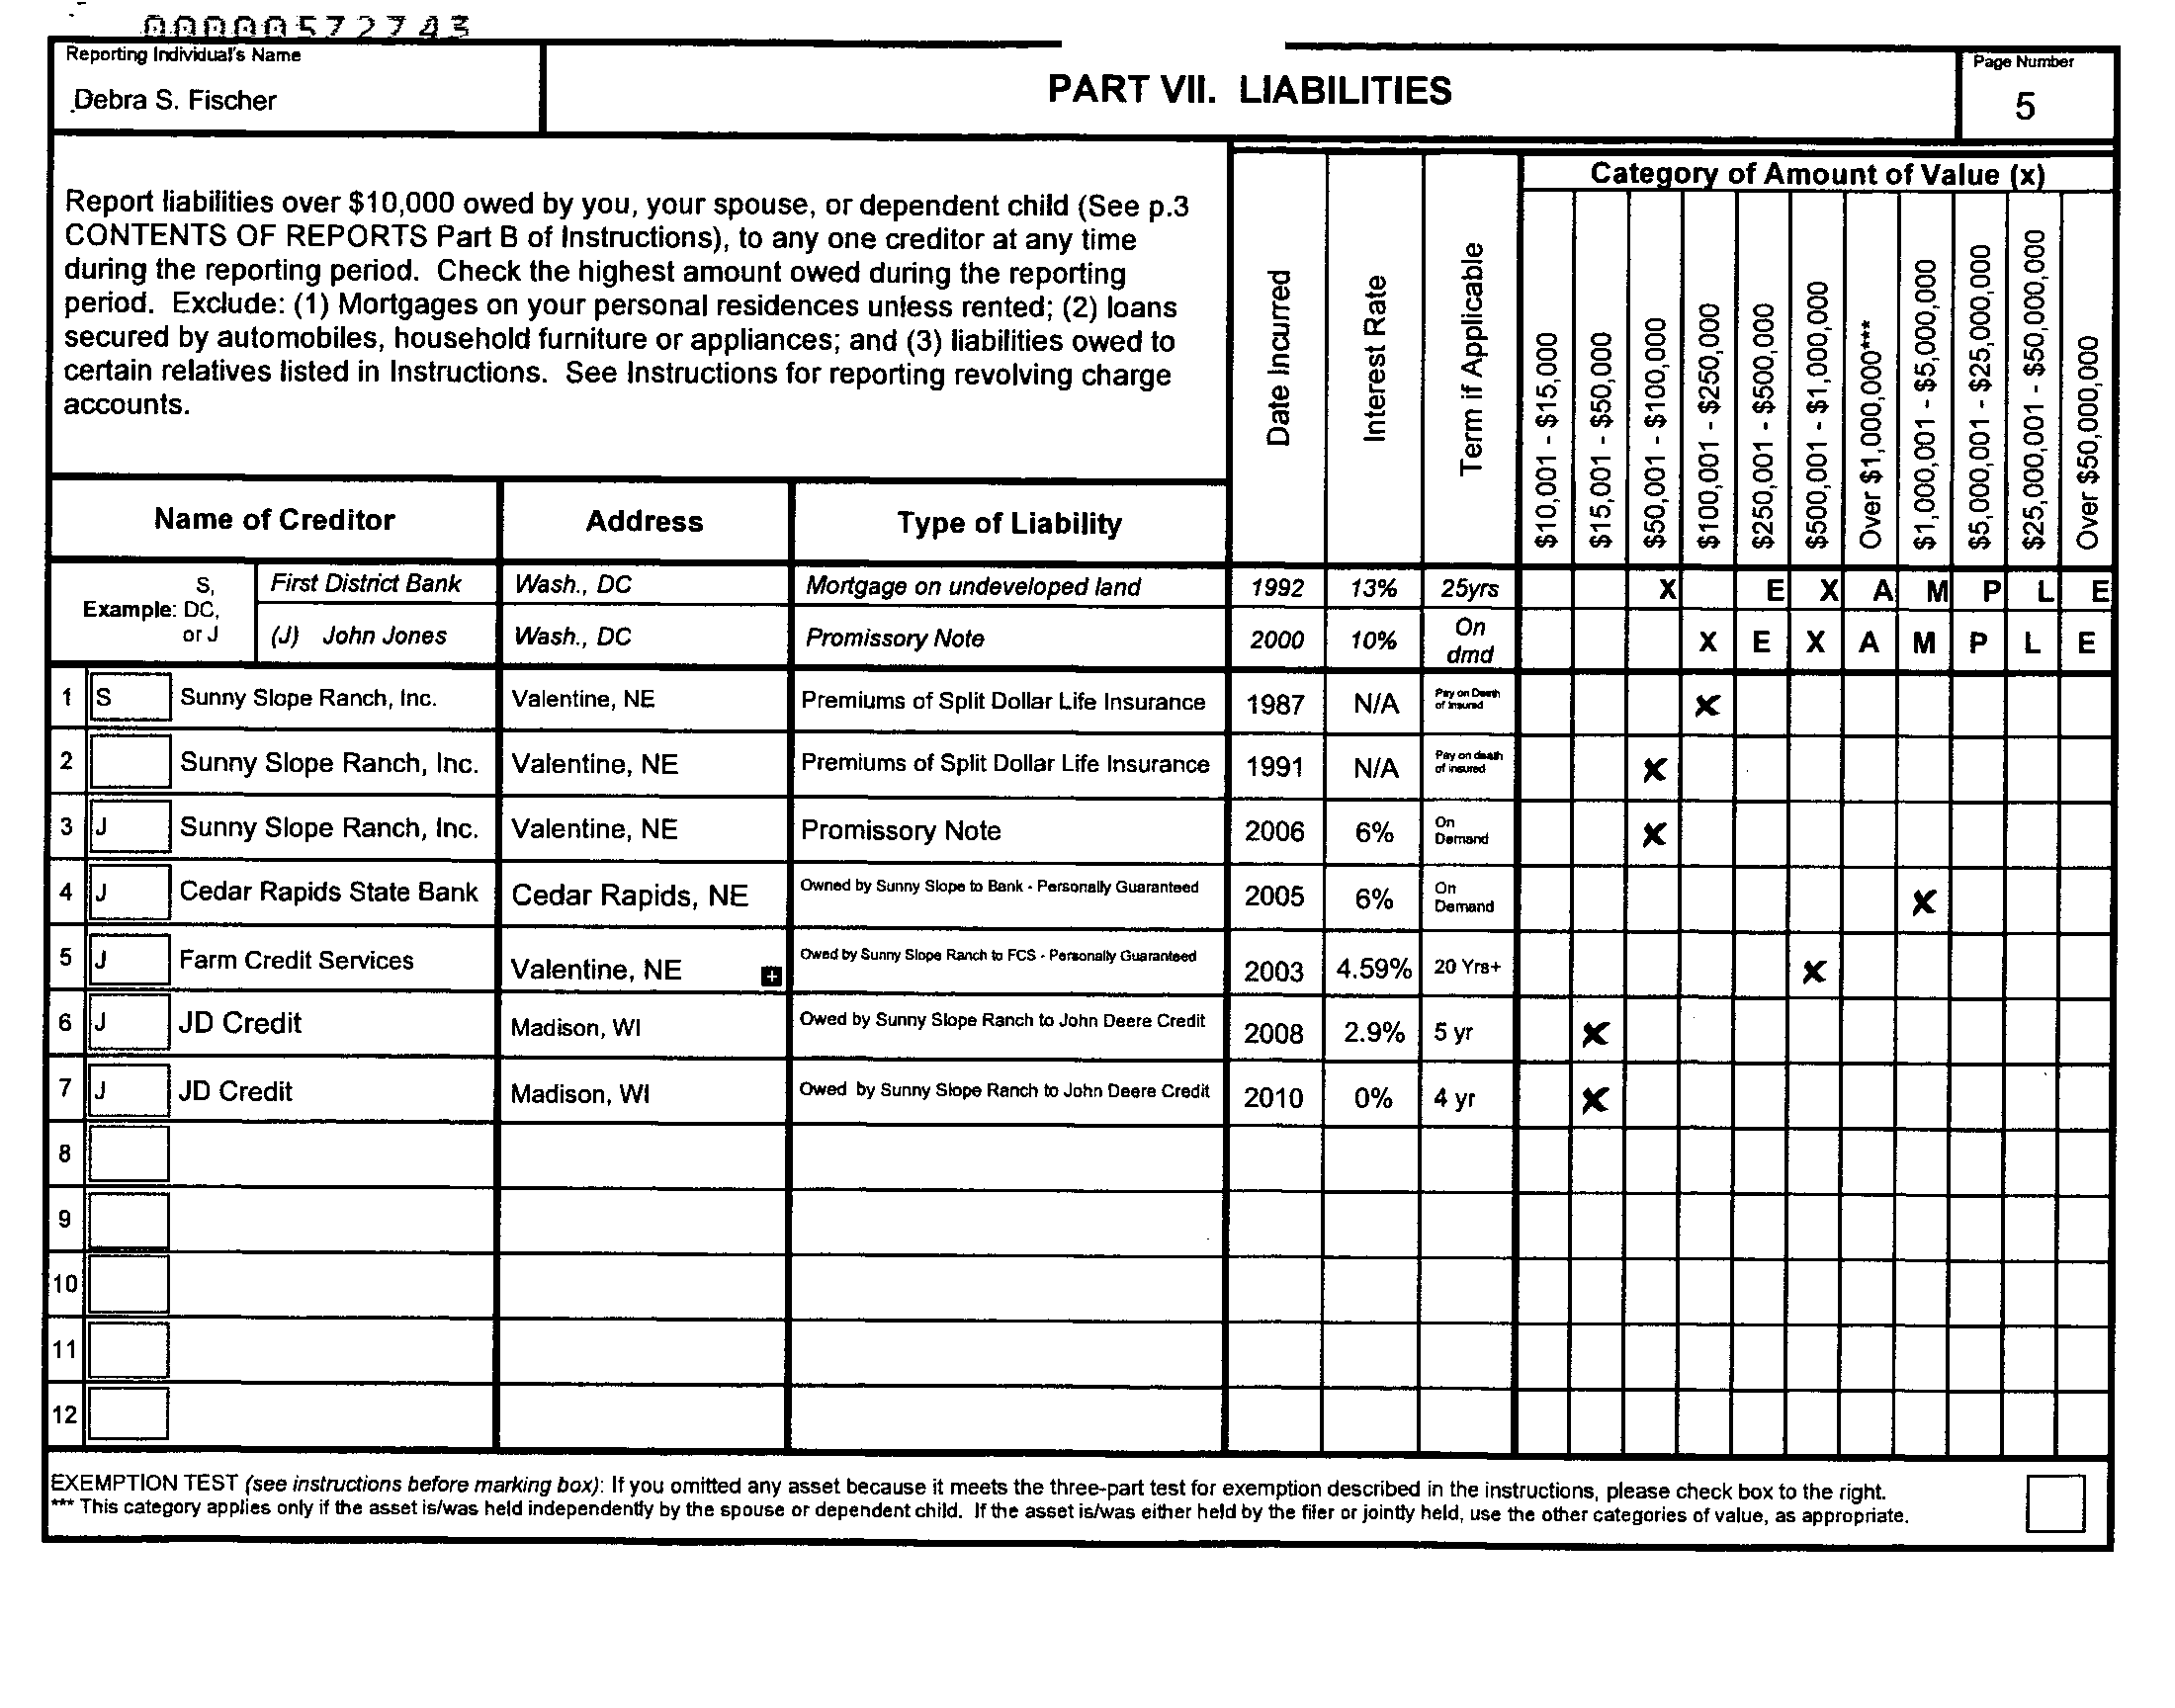 00000572743
Reporting Individual's Name
Debra S. Fischer
PART VII. LIABILITIES
Page Number
5
Report liabilities over $10,000 owed by you, your spouse, or dependent child (See p.3
CONTENTS OF REPORTS Part B of Instructions), to any one creditor at any time
during the reporting period. Check the highest amount owed during the reporting
period. Exclude: (1) Mortgages on your personal residences unless rented; (2) loans
secured by automobiles, household furniture or appliances; and (3) liabilities owed to
certain relatives listed in Instructions. See Instructions for reporting revolving charge
accounts.
Date Incurred
Interest Rate
Term if Applicable
Category of Amount of Value (x)
$10,001 - $15,000
$15,001 - $50,000
$50,001 - $100,000
$100,001 - $250,000
$250,001 - $500,000
$500,001 - $1,000,000
Over $1,000,000***
$1,000,001 - $5,000,000
$5,000,001 - $25,000,000
$25,000,001 - $50,000,000
Over $50,000,000
Name of Creditor Address Type of Liability
Example: S, DC, or J
First District Bank Wash., DC Mortgage on undeveloped land 1992 13% 25yrs X E X A M P L E
(J) John Jones Wash., DC Promissory Note 2000 10% On dmd X E X A M P L E
1 S Sunny Slope Ranch, Inc. Valentine, NE Premiums of Split Dollar Life Insurance 1987 N/A Pay on Death of Insured X
2 Sunny Slope Ranch, Inc. Valentine, NE Premiums of Split Dollar Life Insurance 1991 N/A Pay on death of insured X
3 J Sunny Slope Ranch, Inc. Valentine, NE Promissory Note 2006 6% On Demand X
4 J Cedar Rapids State Bank Cedar Rapids, NE Owned by Sunny Slope to Bank - Personally Guaranteed 2005 6% On Demand X
5 J Farm Credit Services Valentine, NE Owed by Sunny Slope Ranch to FCS - Personally Guaranteed 2003 4.59% 20 Yrs+ X
6 J JD Credit Madison, WI Owed by Sunny Slope Ranch to John Deere Credit 2008 2.9% 5 yr X
7 J JD Credit Madison, WI Owed by Sunny Slope Ranch to John Deere Credit 2010 0% 4 yr X
8
9
10
11
12
EXEMPTION TEST (see instructions before marking box): If you omitted any asset because it meets the three-part test for exemption described in the instructions, please check box to the right.
*** This category applies only if the asset is/was held independently by the spouse or dependent child. If the asset is/was either held by the filer or jointly held, use the other categories of value, as appropriate.